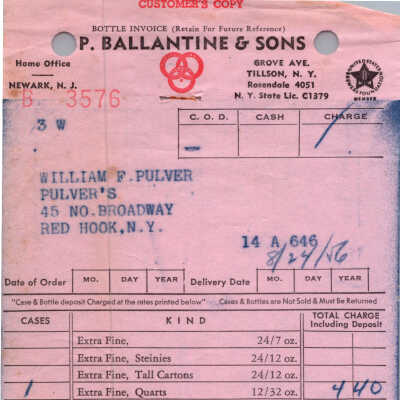 CUSTOMER'S COPY
BOTTLE INVOICE (Retain For Future Reference)
P. BALLANTINE & SONS
Home Office
NEWARK, N. J.
GROVE AVE.
TILLSON, N. Y.
Rosendale 4051
N. Y. State Lic. C1379
MEMBER
B 3576
3 W
C. O. D. CASH CHARGE
WILLIAM F. PULVER
PULVER'S
45 NO. BROADWAY
RED HOOK, N.Y.
14 A 646
8/24/56
Date of Order MO. DAY YEAR Delivery Date MO. DAY YEAR
"Case & Bottle deposit Charged at the rates printed below" Cases & Bottles are Not Sold & Must Be Returned
CASES KIND TOTAL CHARGE Including Deposit
Extra Fine, 24/7 oz.
Extra Fine, Steinies 24/12 oz.
Extra Fine, Tall Cartons 24/12 oz.
1 Extra Fine, Quarts 12/32 oz. 4 40